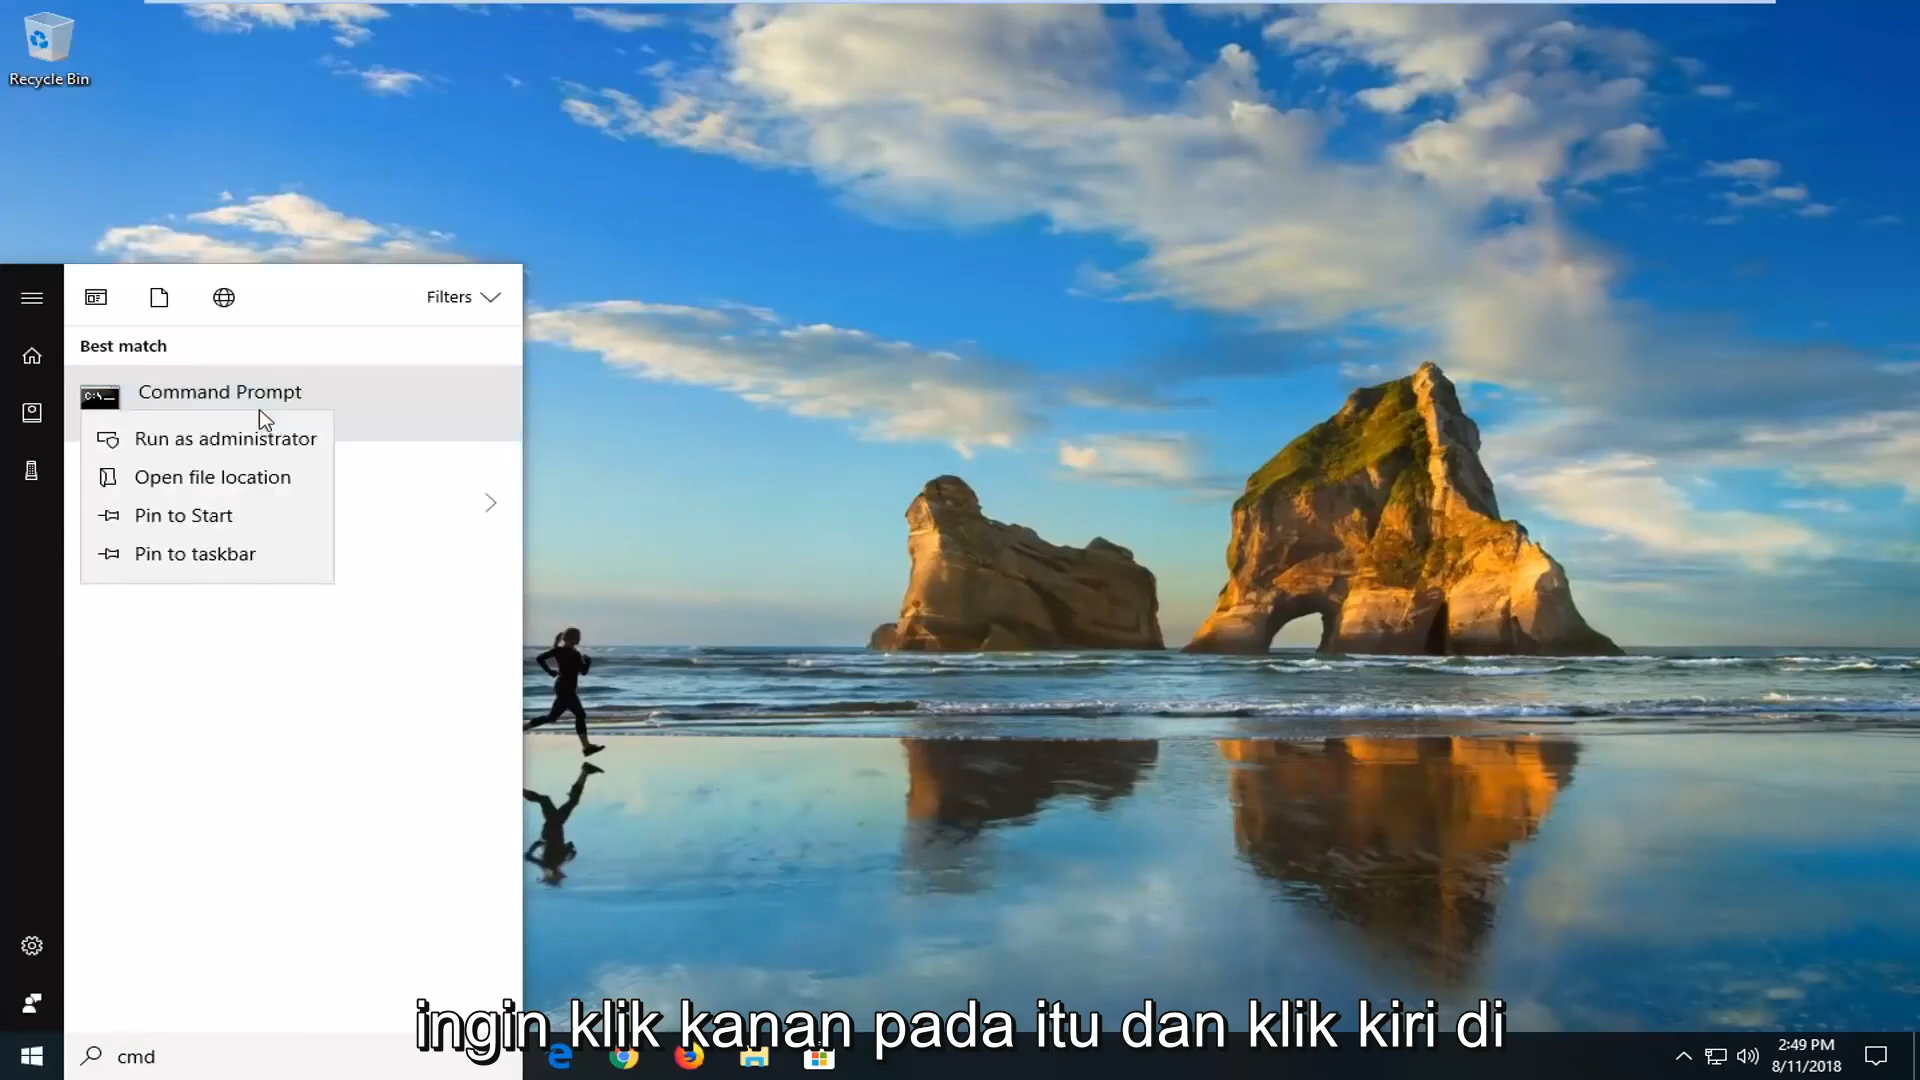 Recycle Bin
Filters
Best match
Command Prompt
Run as administrator
Open file location
Pin to Start
Pin to taskbar
ingin klik kanan pada itu dan klik kiri di
cmd
2:49 PM
8/11/2018